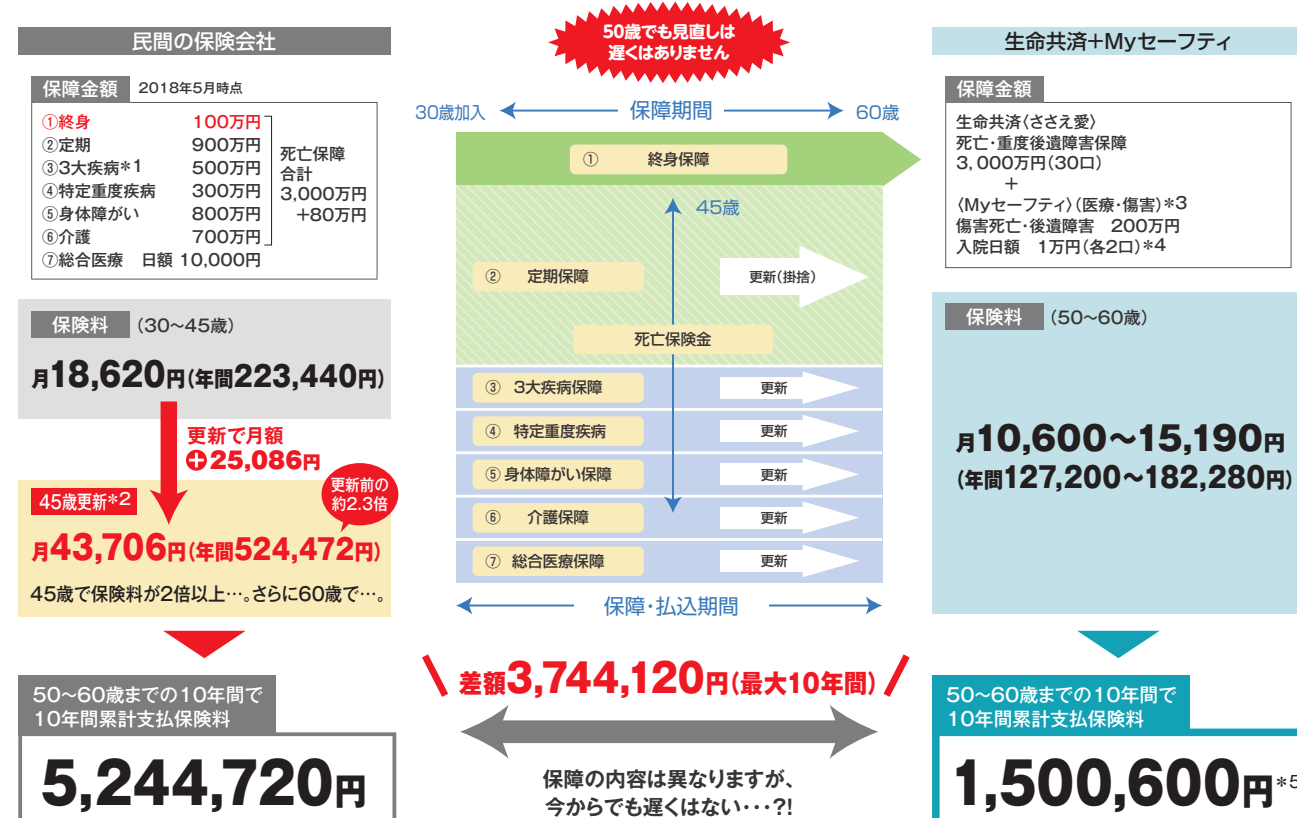 民間の保険会社
保障金額 2018年5月時点
①終身 100万円
②定期 900万円
③3大疾病*1 500万円
④特定重度疾病 300万円
⑤身体障がい 800万円
⑥介護 700万円
⑦総合医療 日額 10,000円
死亡保障
合計
3,000万円
+80万円
保険料 (30~45歳)
月18,620円(年間223,440円)
更新で月額
+25,086円
45歳更新*2
更新前の
約2.3倍
月43,706円(年間524,472円)
45歳で保険料が2倍以上…。さらに60歳で…。
50~60歳までの10年間で
10年間累計支払保険料
5,244,720円
50歳でも見直しは
遅くはありません
30歳加入 保障期間 60歳
① 終身保障
45歳
② 定期保障 更新(掛捨)
死亡保険金
③ 3大疾病保障 更新
④ 特定重度疾病 更新
⑤ 身体障がい保障 更新
⑥ 介護保障 更新
⑦ 総合医療保障 更新
保障・払込期間
差額3,744,120円(最大10年間)
保障の内容は異なりますが、
今からでも遅くはない・・・?!
生命共済+Myセーフティ
保障金額
生命共済〈ささえ愛〉
死亡・重度後遺障害保障
3,000万円(30口)
+
〈Myセーフティ〉(医療・傷害)*3
傷害死亡・後遺障害 200万円
入院日額 1万円(各2口)*4
保険料 (50~60歳)
月10,600~15,190円
(年間127,200~182,280円)
50~60歳までの10年間で
10年間累計支払保険料
1,500,600円*5